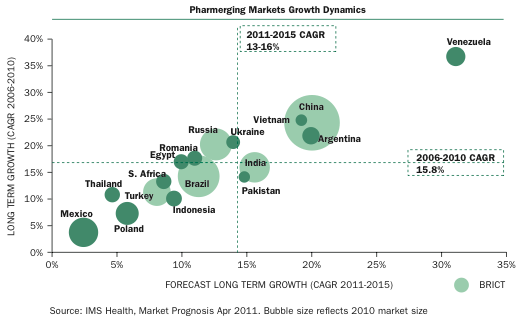 Pharmerging Markets Growth Dynamics
LONG TERM GROWTH (CAGR 2006-2010)
40%
35%
30%
25%
20%
15%
10%
5%
0%
2011-2015 CAGR
13-16%
Venezuela
China
Vietnam
Argentina
Russia
Ukraine
Romania
Egypt
India
Pakistan
2006-2010 CAGR
15.8%
S. Africa
Brazil
Thailand
Turkey
Indonesia
Mexico
Poland
0%
5%
10%
15%
20%
25%
30%
35%
FORECAST LONG TERM GROWTH (CAGR 2011-2015)
BRICT
Source: IMS Health, Market Prognosis Apr 2011. Bubble size reflects 2010 market size